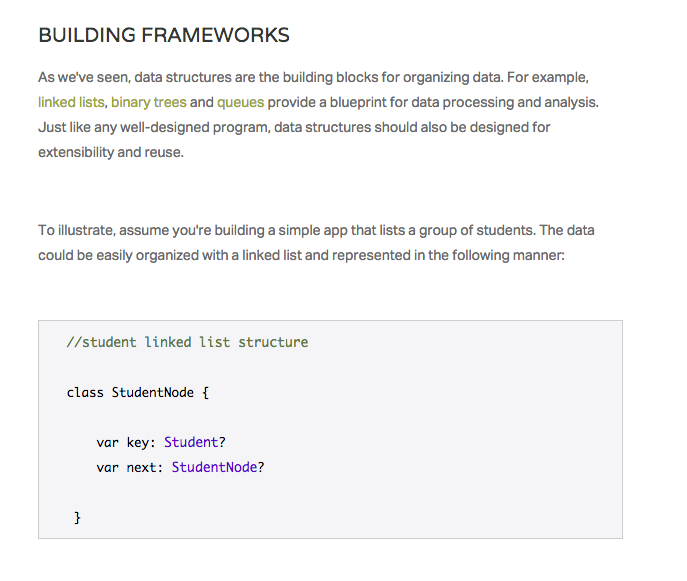 BUILDING FRAMEWORKS
As we've seen, data structures are the building blocks for organizing data. For example,
linked lists, binary trees and queues provide a blueprint for data processing and analysis.
Just like any well-designed program, data structures should also be designed for
extensibility and reuse.
To illustrate, assume you're building a simple app that lists a group of students. The data
could be easily organized with a linked list and represented in the following manner:
//student linked list structure
class StudentNode {
var key: Student?
var next: StudentNode?
}